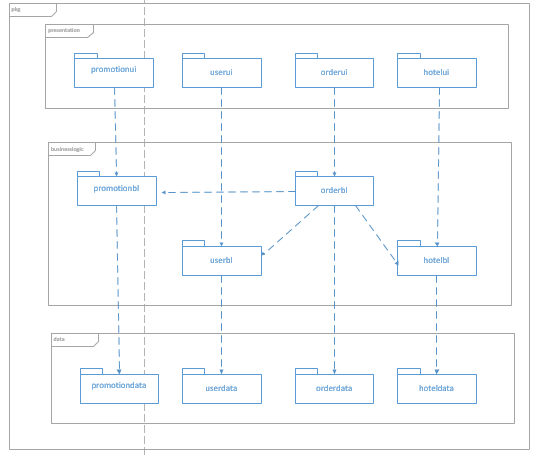 pkg
presentation
promotionui
userui
orderui
hotelui
businesslogic
promotionbl
orderbl
userbl
hotelbl
data
promotiondata
userdata
orderdata
hoteldata